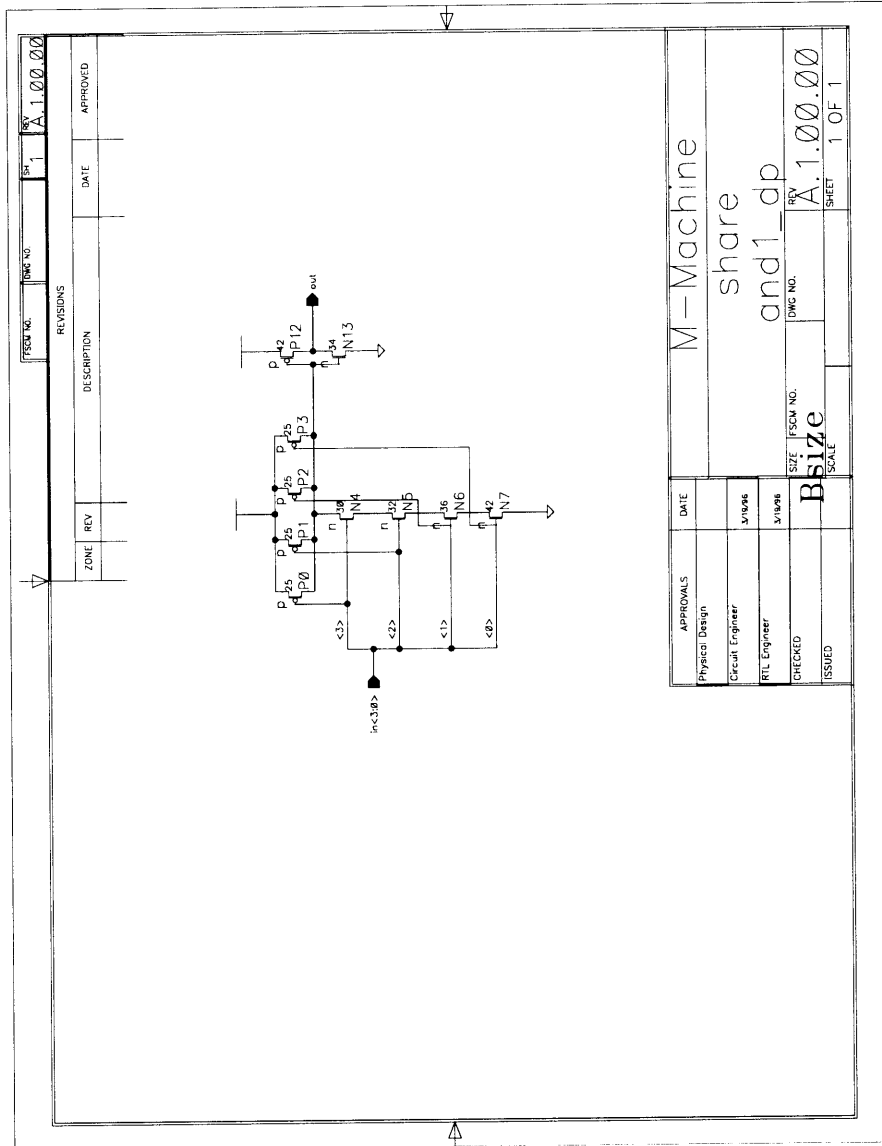 FSCM NO.
DWG NO.
SH
1
REV
A.1.00.00
REVISIONS
ZONE
REV
DESCRIPTION
DATE
APPROVED
in<3:0>
<3>
<2>
<1>
<0>
p 25 P0
p 25 P1
p 25 P2
p 25 P3
n 30 N4
n 32 N5
n 36 N6
n 42 N7
p 42 P12
n 34 N13
out
APPROVALS
DATE
Physical Design
Circuit Engineer
3/19/96
RTL Engineer
3/19/96
CHECKED
ISSUED
M-Machine
share
and1_dp
SIZE
Bsize
FSCM NO.
DWG NO.
REV
A.1.00.00
SCALE
SHEET
1 OF 1